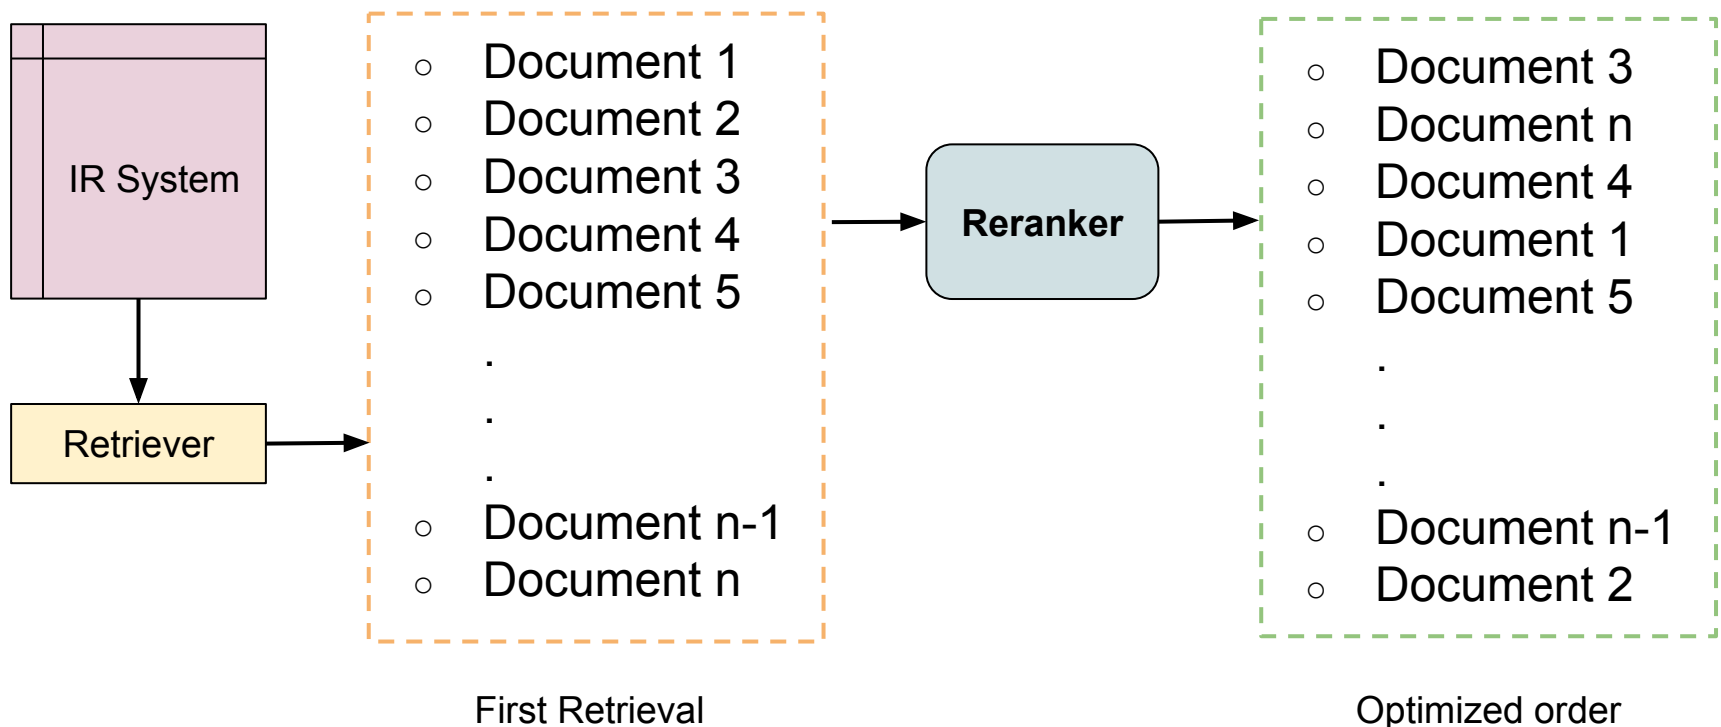 IR System
Retriever
Document 1
Document 2
Document 3
Document 4
Document 5
.
.
.
Document n-1
Document n
First Retrieval
Reranker
Document 3
Document n
Document 4
Document 1
Document 5
.
.
.
Document n-1
Document 2
Optimized order